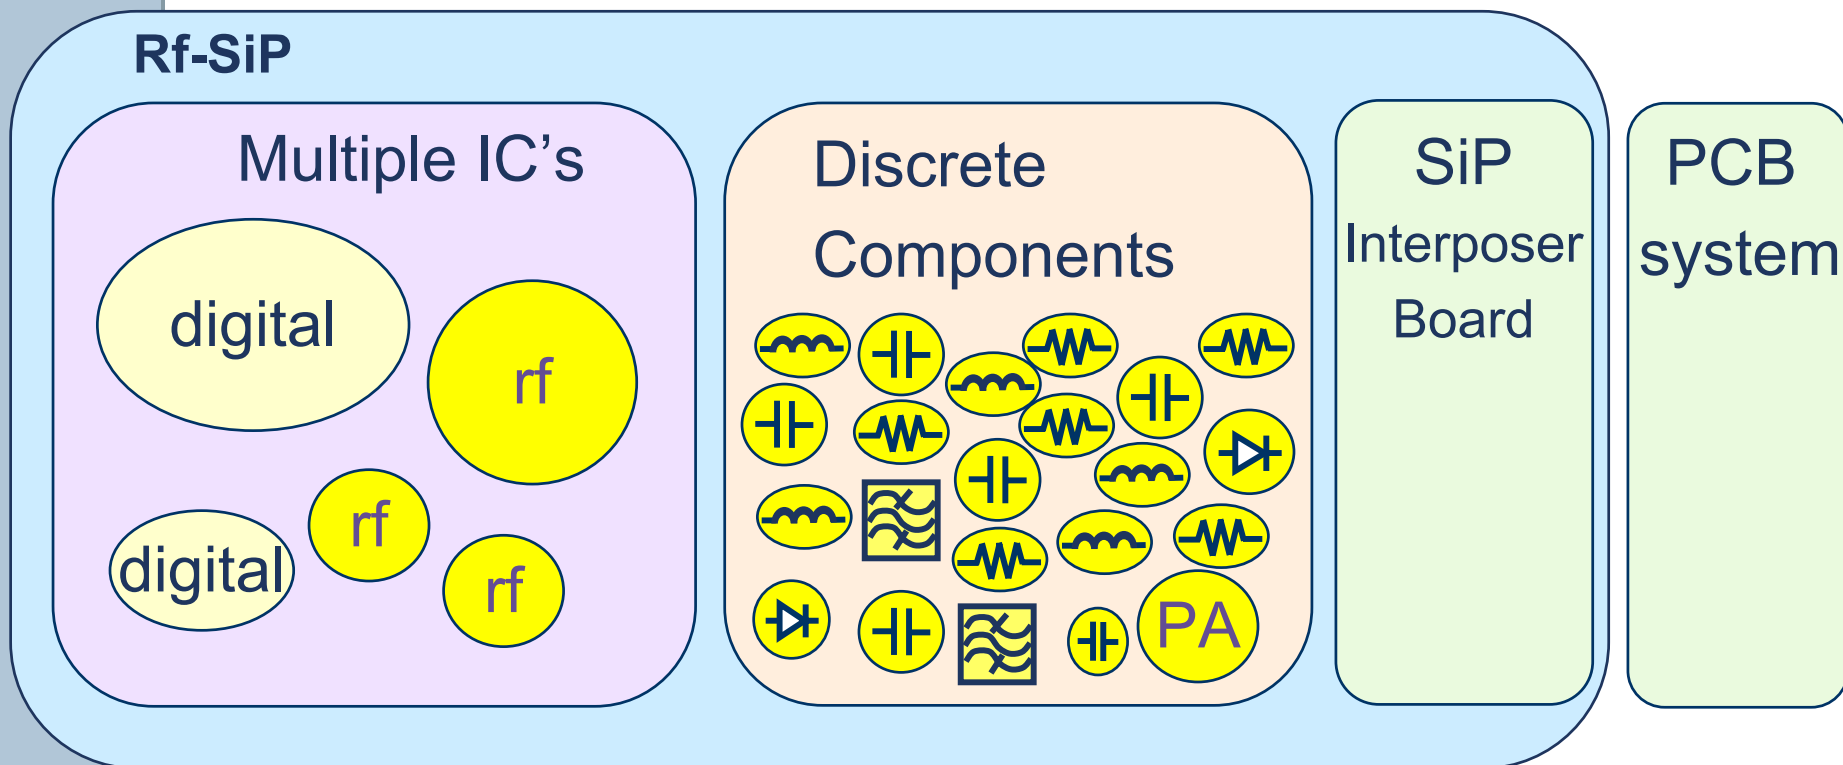 Rf-SiP
Multiple IC’s
digital
rf
digital
rf
rf
Discrete
Components
PA
SiP
Interposer
Board
PCB
system